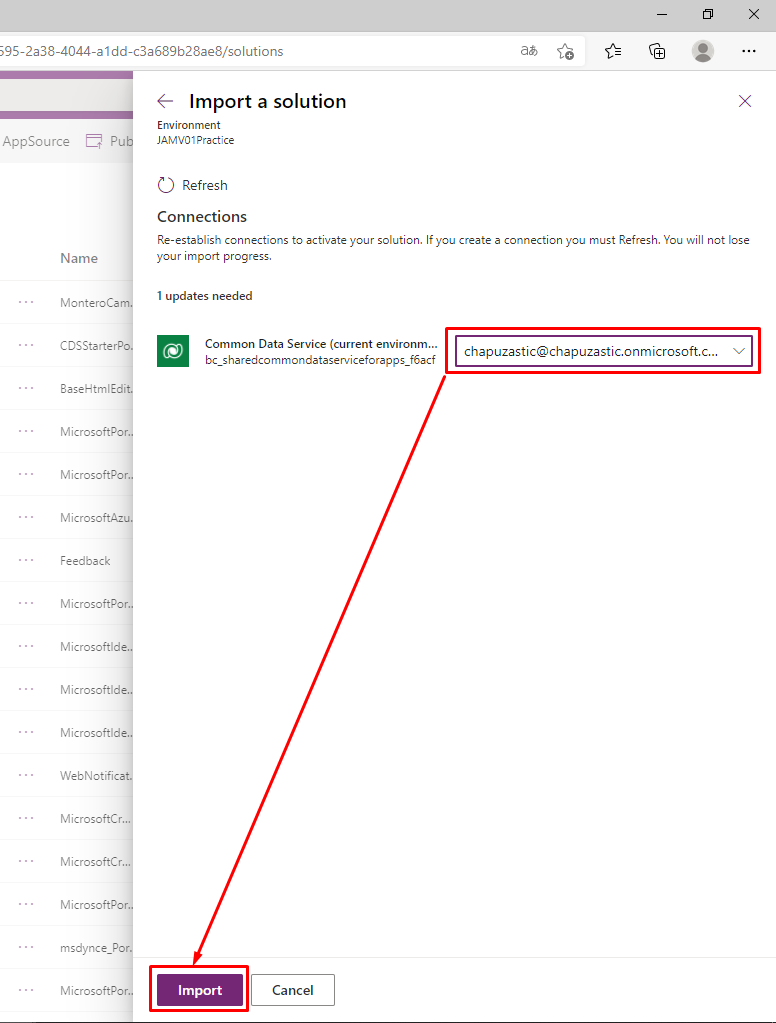 595-2a38-4044-a1dd-c3a689b28ae8/solutions
aあ
Import a solution
Environment
JAMV01Practice
AppSource
Pub
Refresh
Connections
Re-establish connections to activate your solution. If you create a connection you must Refresh. You will not lose
your import progress.
1 updates needed
Common Data Service (current environm...
bc_sharedcommondataserviceforapps_f6acf
chapuzastic@chapuzastic.onmicrosoft.c...
Name
MonteroCam.
CDSStarterPo.
BaseHtmlEdit.
MicrosoftPor..
MicrosoftPor..
MicrosoftAzu.
Feedback
MicrosoftPor..
MicrosoftIde..
MicrosoftIde..
MicrosoftIde..
WebNotificat.
MicrosoftCr...
MicrosoftCr...
MicrosoftPor..
msdynce_Por.
MicrosoftPor..
Import
Cancel